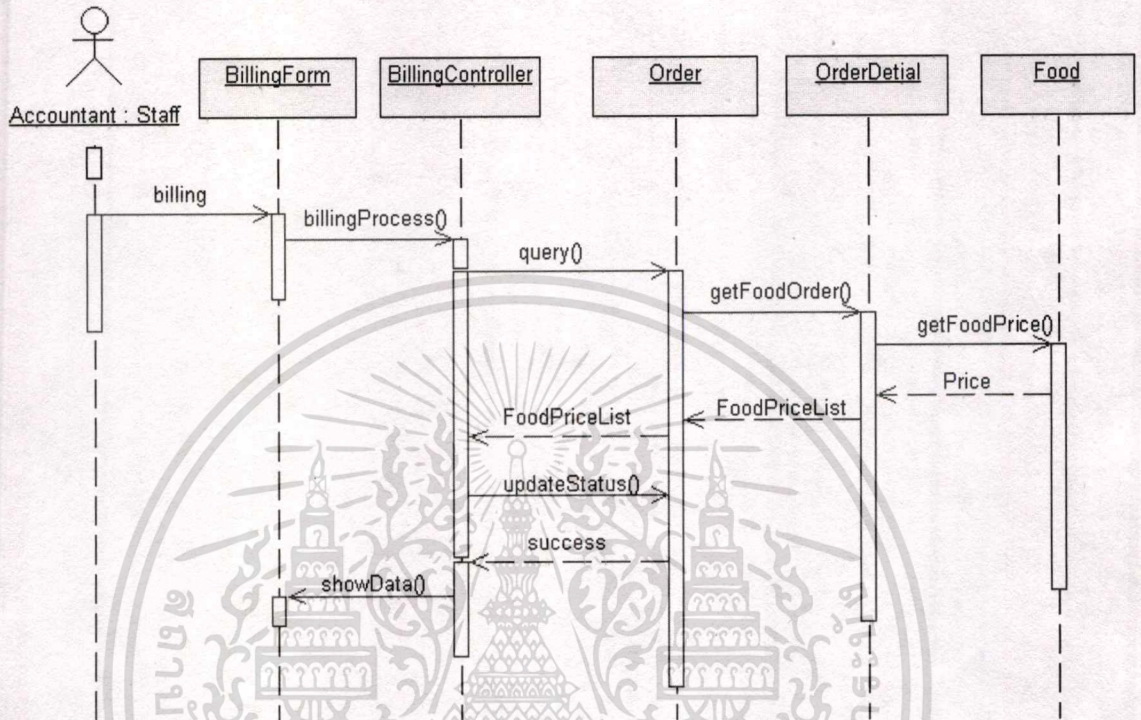 Accountant : Staff
BillingForm
BillingController
Order
OrderDetial
Food
billing
billingProcess()
query()
getFoodOrder()
getFoodPrice()
Price
FoodPriceList
FoodPriceList
updateStatus()
success
showData()